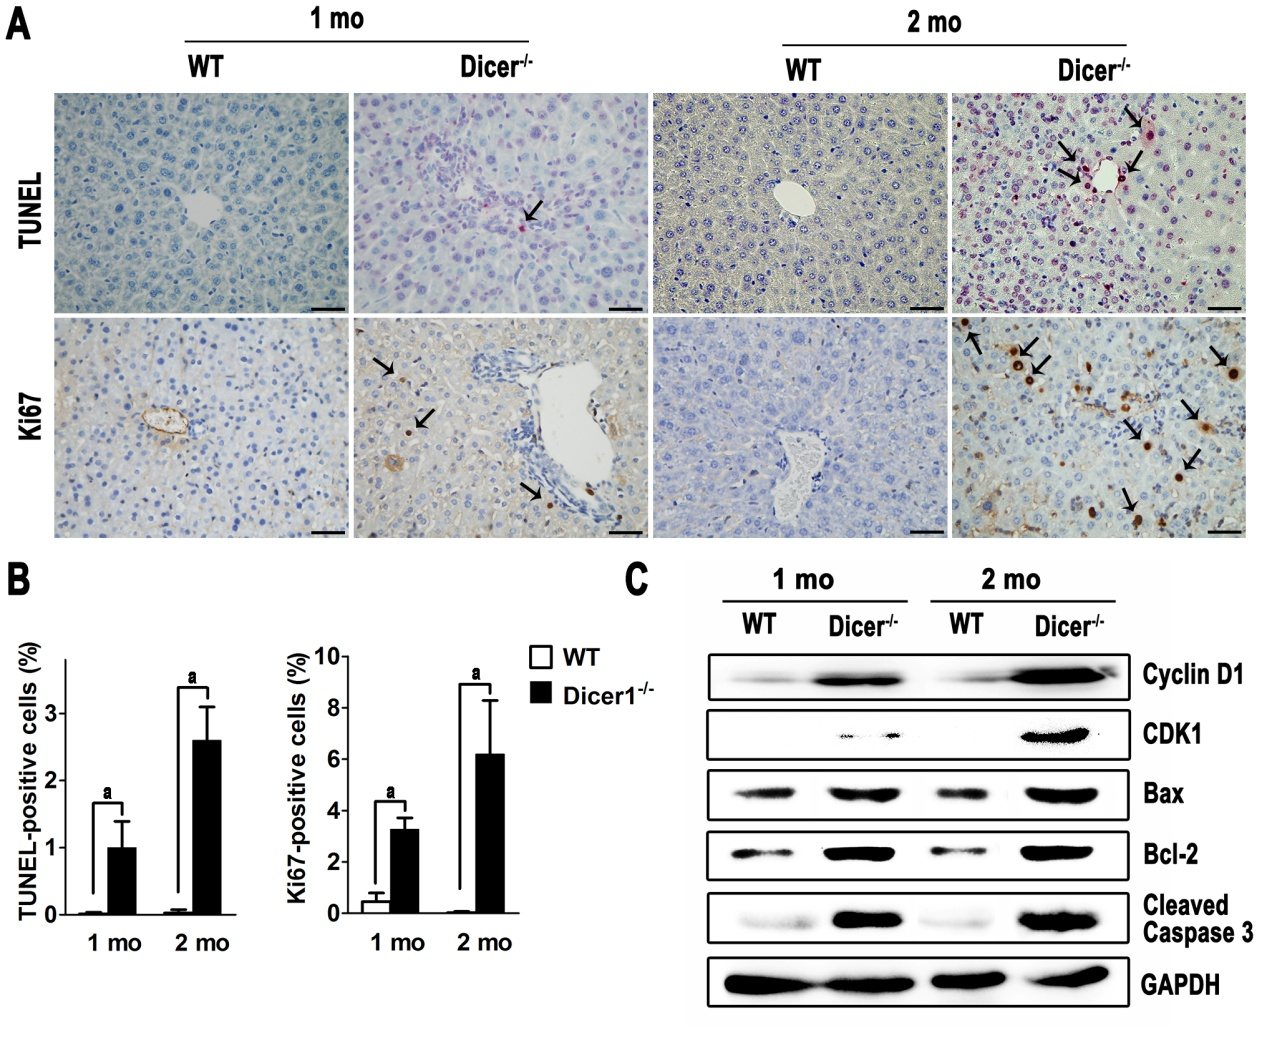 A
1 mo
2 mo
WT
Dicer-/-
WT
Dicer-/-
TUNEL
Ki67
B
TUNEL-positive cells (%)
3
2
1
0
a
a
1 mo
2 mo
Ki67-positive cells (%)
10
8
6
4
2
0
a
a
1 mo
2 mo
WT
Dicer1-/-
C
1 mo
2 mo
WT
Dicer-/-
WT
Dicer-/-
Cyclin D1
CDK1
Bax
Bcl-2
Cleaved
Caspase 3
GAPDH